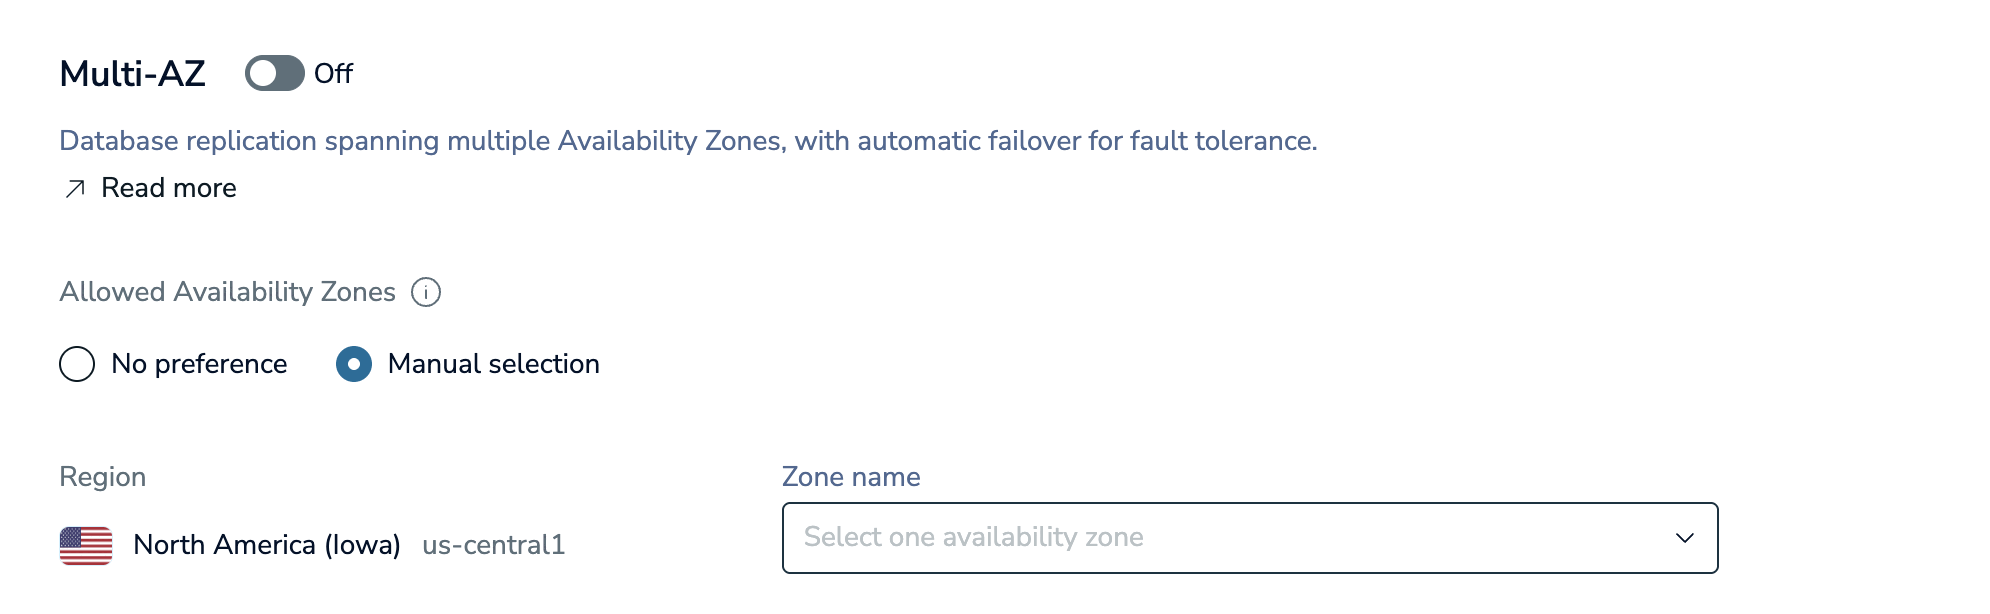 Multi-AZ Off
Database replication spanning multiple Availability Zones, with automatic failover for fault tolerance.
Read more
Allowed Availability Zones
No preference Manual selection
Region
North America (Iowa) us-central1
Zone name
Select one availability zone